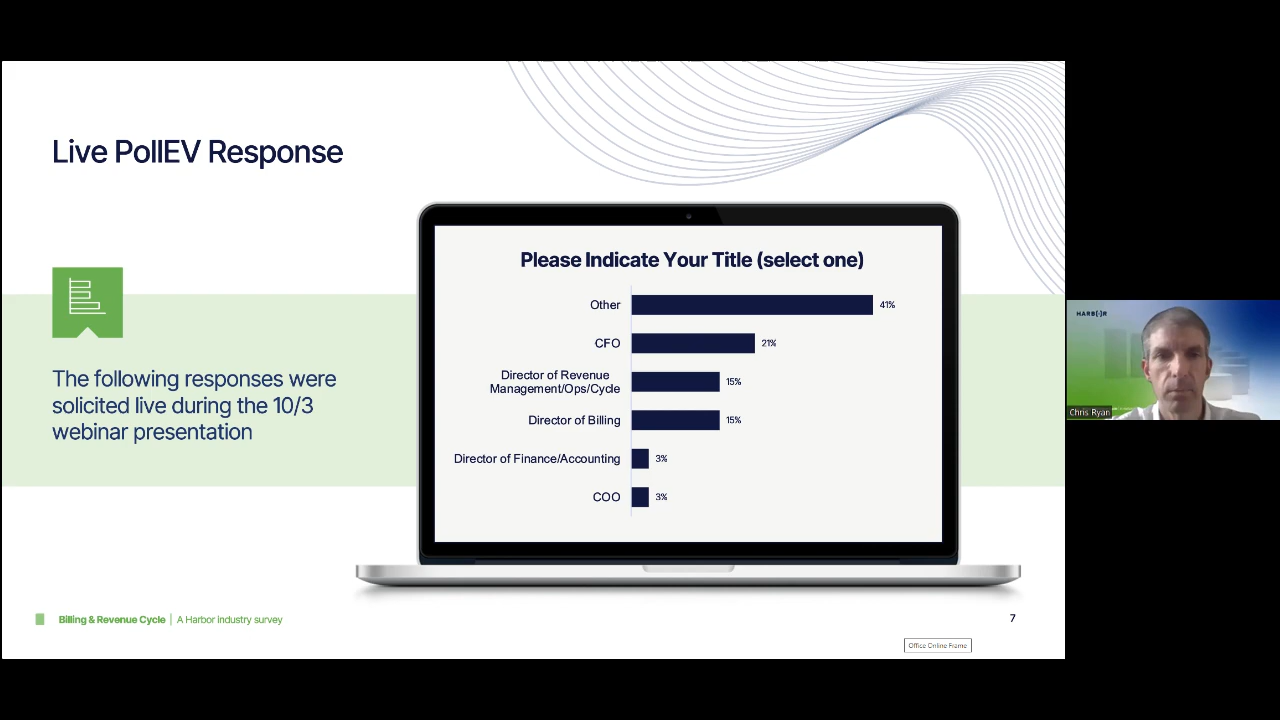 Live PollEV Response
The following responses were
solicited live during the 10/3
webinar presentation
Please Indicate Your Title (select one)
Other 41%
CFO 21%
Director of Revenue
Management/Ops/Cycle 15%
Director of Billing 15%
Director of Finance/Accounting 3%
COO 3%
Billing & Revenue Cycle | A Harbor industry survey
7
Office Online Frame
HARB[·]R
Chris Ryan